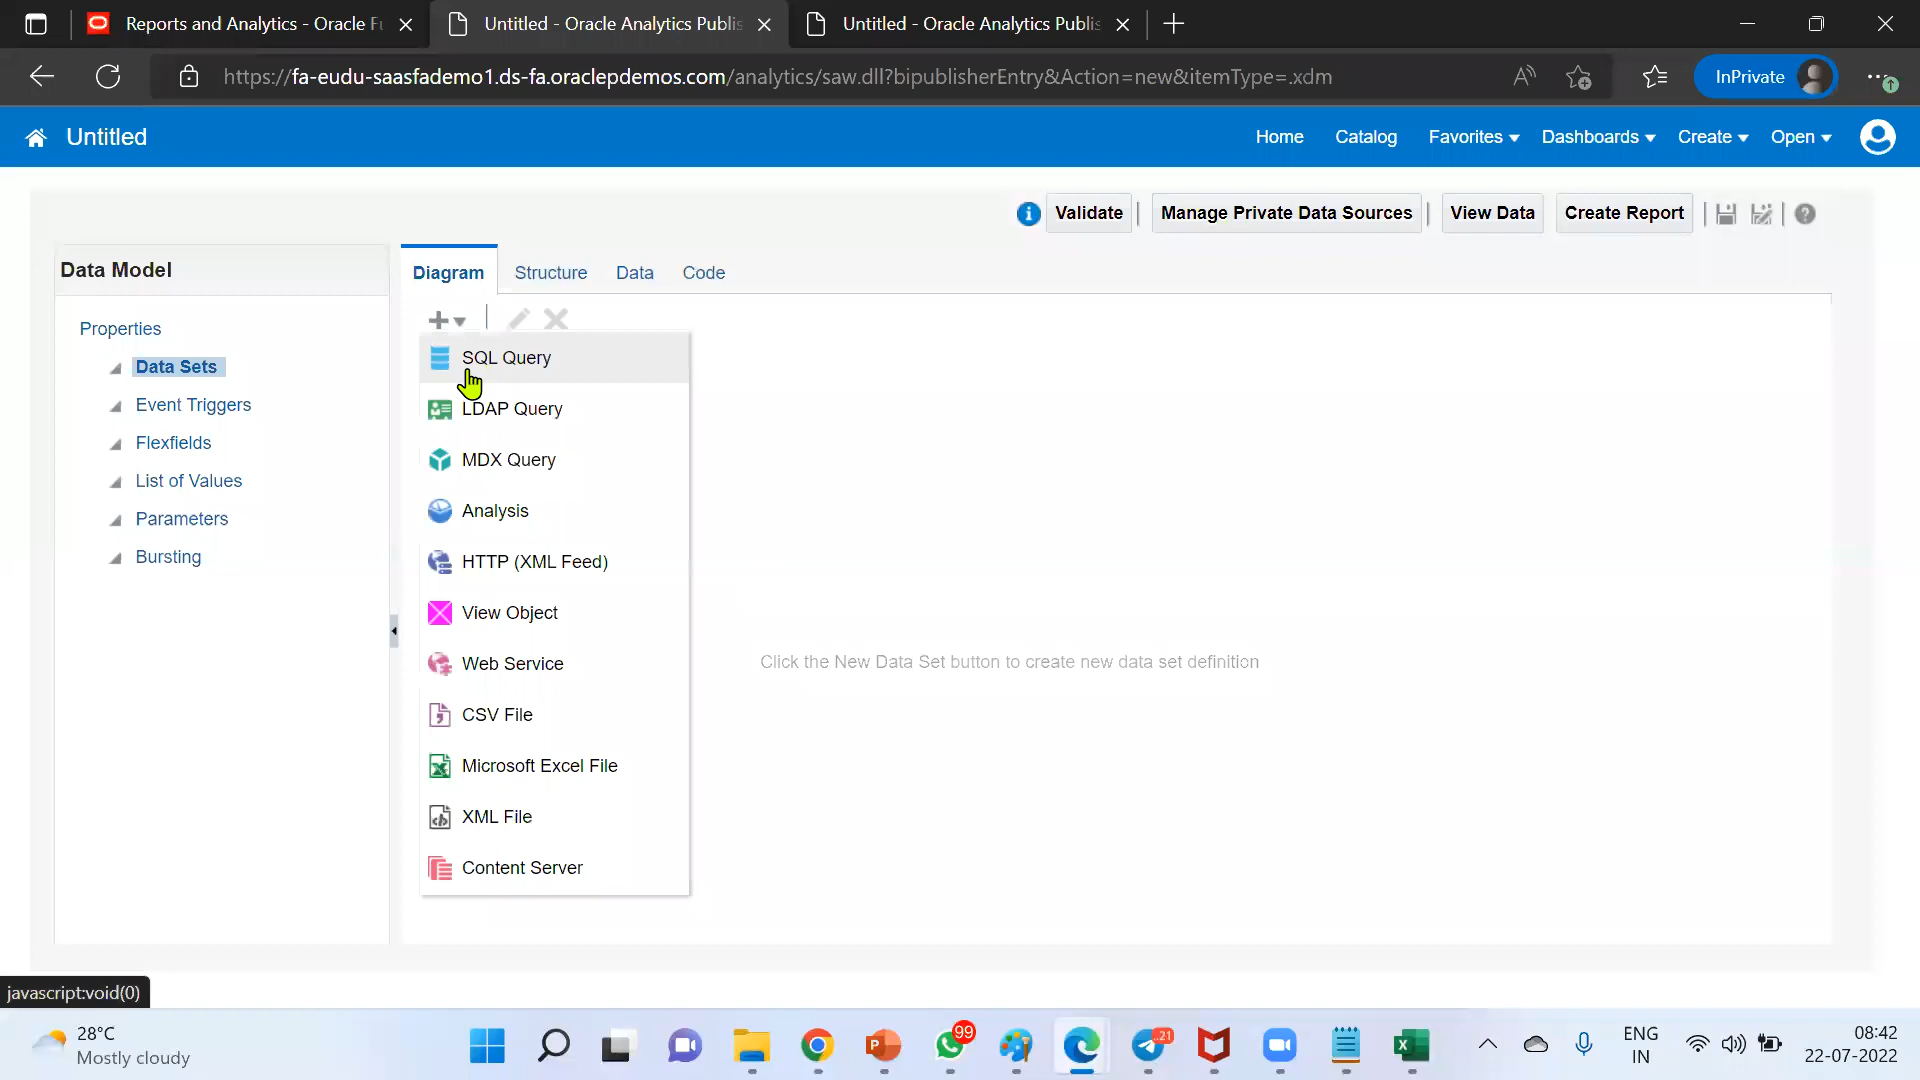 Reports and Analytics - Oracle Fu
Untitled - Oracle Analytics Publis
Untitled - Oracle Analytics Publis
https://fa-eudu-saasfademo1.ds-fa.oraclepdemos.com/analytics/saw.dll?bipublisherEntry&Action=new&itemType=.xdm
InPrivate
Untitled
Home
Catalog
Favorites
Dashboards
Create
Open
Validate
Manage Private Data Sources
View Data
Create Report
Data Model
Diagram
Structure
Data
Code
Properties
Data Sets
Event Triggers
Flexfields
List of Values
Parameters
Bursting
SQL Query
LDAP Query
MDX Query
Analysis
HTTP (XML Feed)
View Object
Web Service
CSV File
Microsoft Excel File
XML File
Content Server
Click the New Data Set button to create new data set definition
javascript:void(0)
28°C
Mostly cloudy
99
21
ENG
IN
08:42
22-07-2022